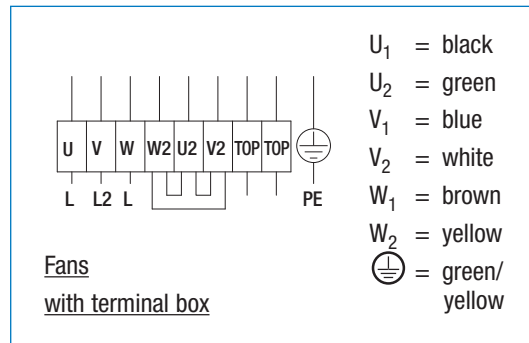 U V W W2 U2 V2 TOP TOP
L L2 L PE
Fans
with terminal box
U1 = black
U2 = green
V1 = blue
V2 = white
W1 = brown
W2 = yellow
= green/
yellow